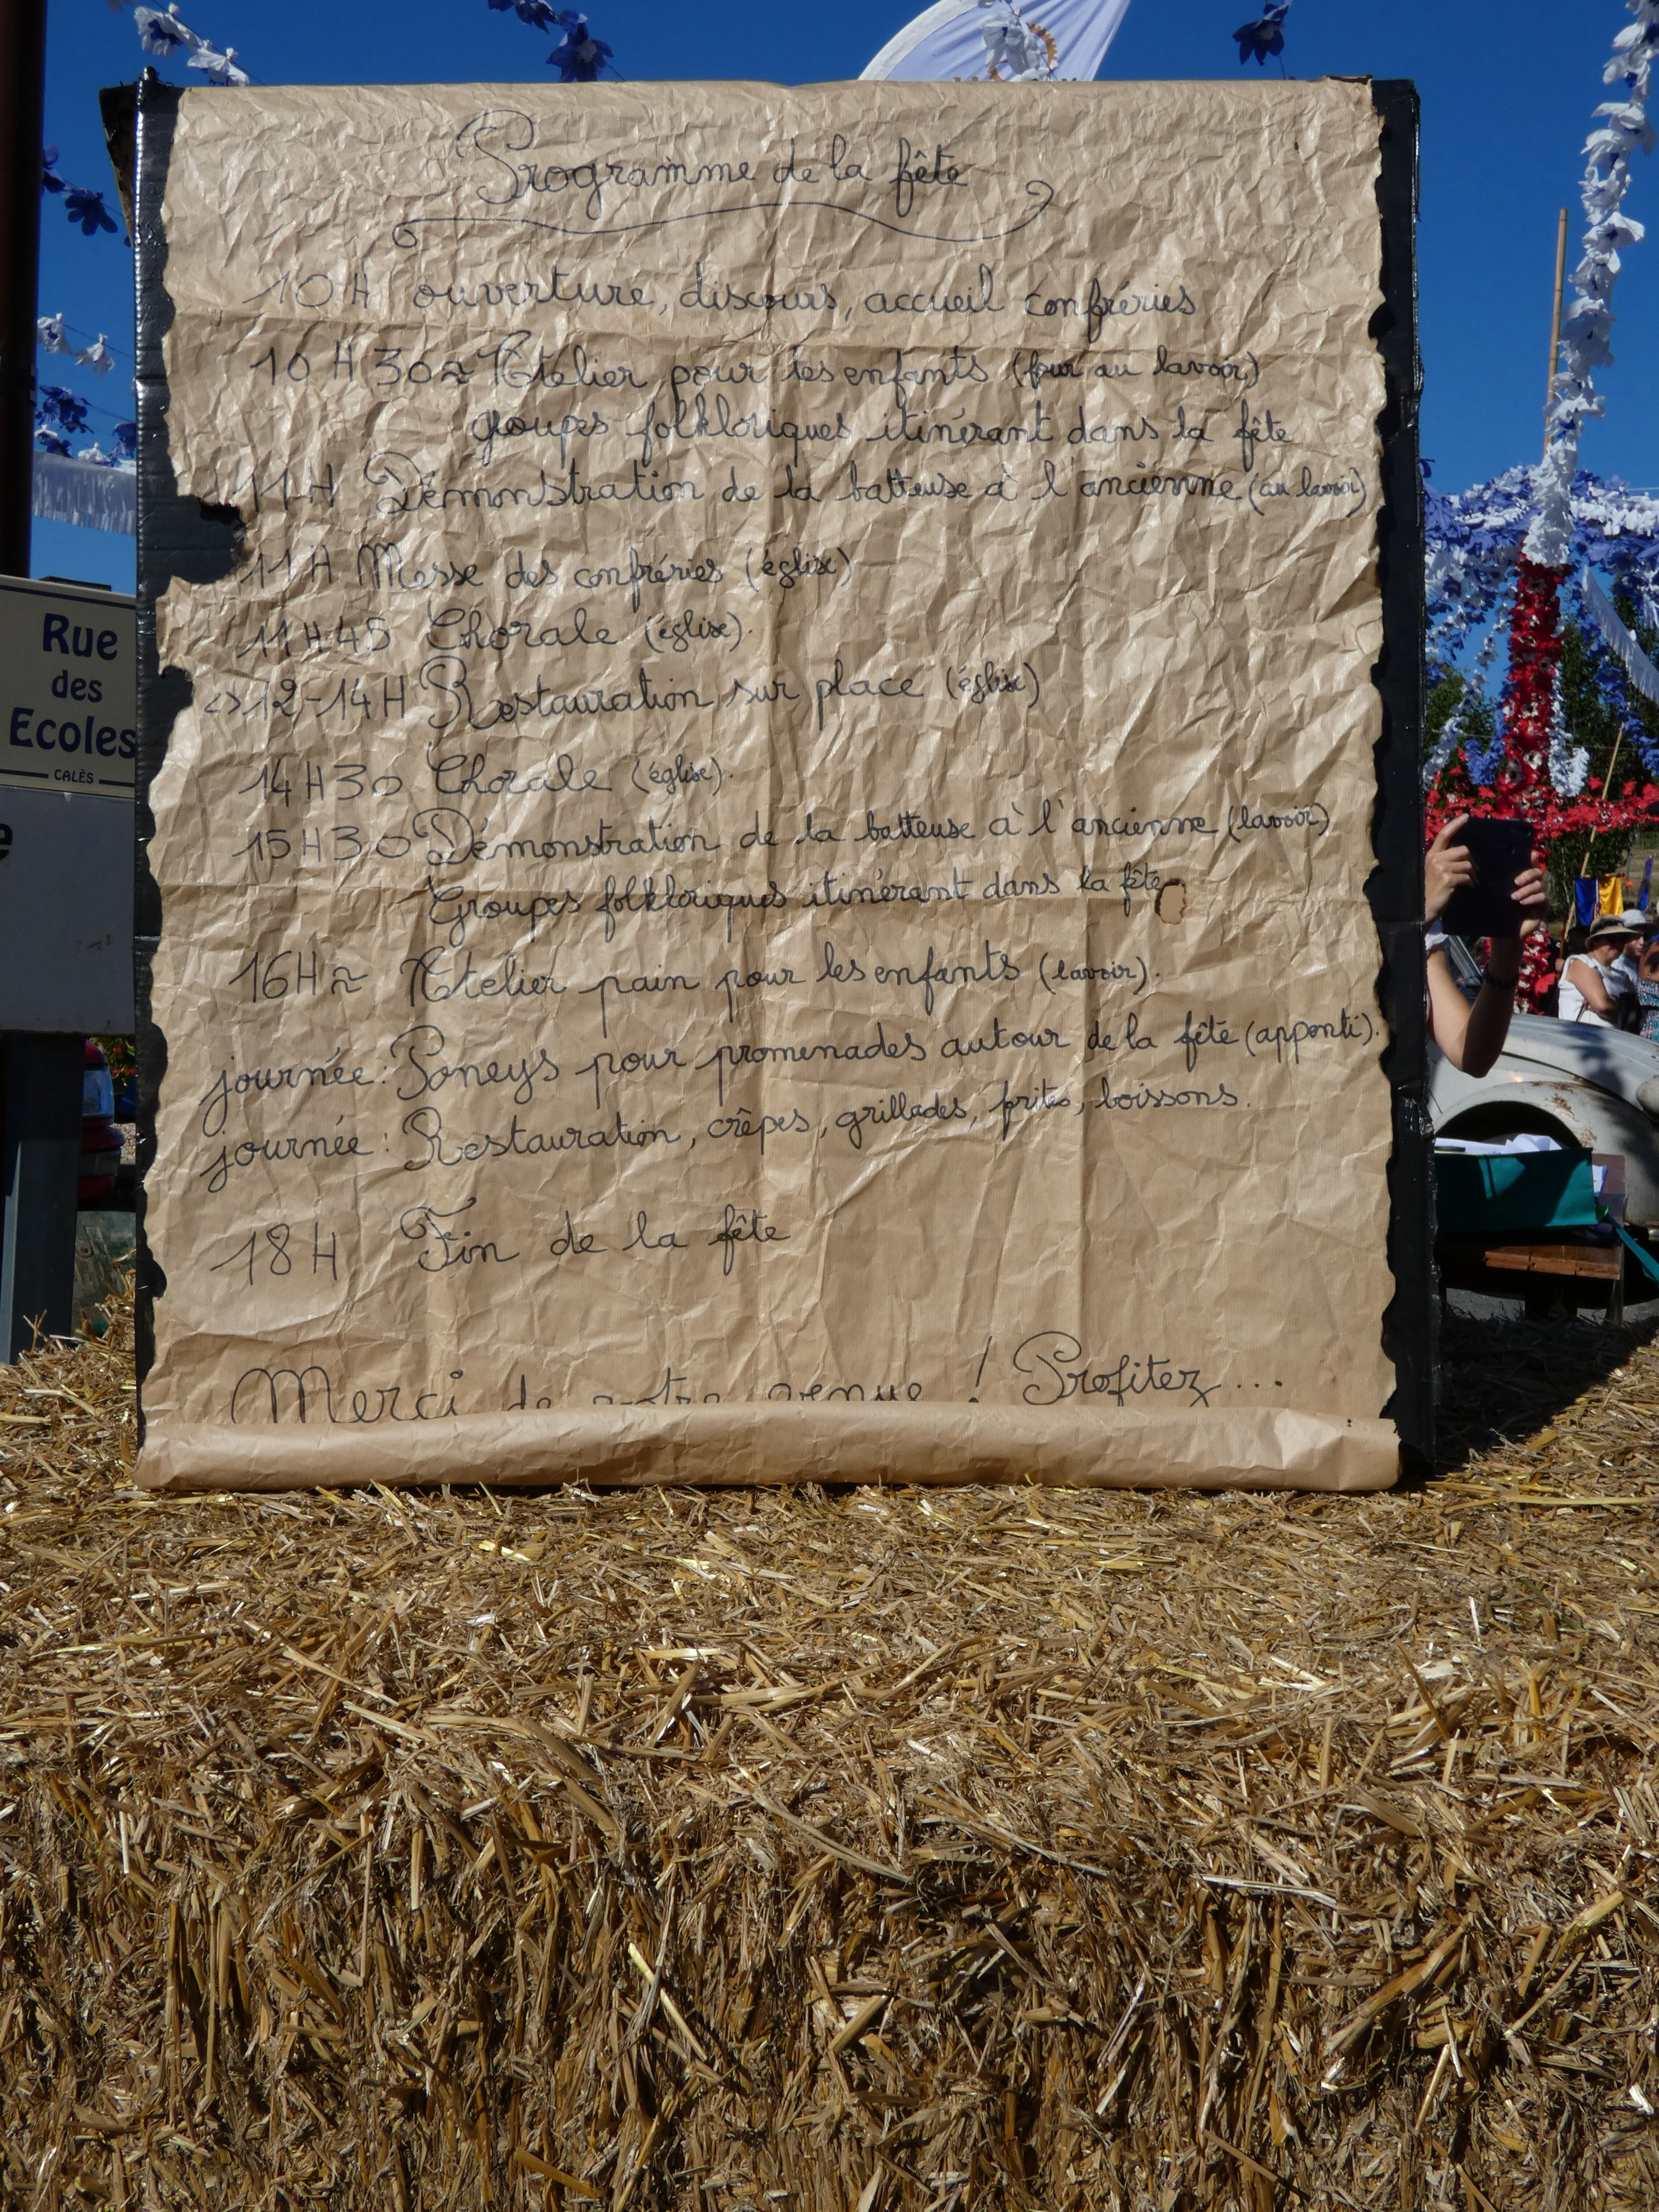 Programme de la fête
10H ouverture, discours, accueil confréries
10H30≈ Atelier pour les enfants (four au lavoir)
groupes folkloriques itinérant dans la fête
11H Démonstration de la batteuse à l'ancienne (au lavoir)
11H Messe des confréries (église)
11H45 Chorale (église).
<>12-14H Restauration sur place (église)
14H30 Chorale (église).
15H30 Démonstration de la batteuse à l'ancienne (lavoir)
Groupes folkloriques itinérant dans la fête
16H≈ Atelier pain pour les enfants (lavoir).
journée: Poneys pour promenades autour de la fête (apponti).
journée: Restauration, crêpes, grillades, frites, boissons.
18H Fin de la fête
Merci de votre venue! Profitez...
Rue
des
Ecoles
CALÈS
e